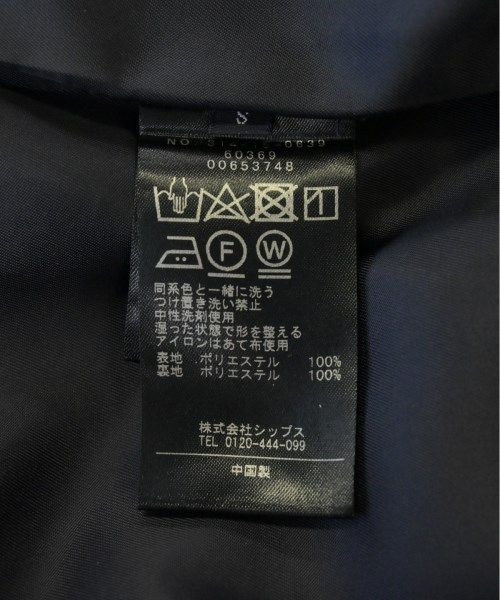 S
60369
00653748
F W
同系色と一緒に洗う
つけ置き洗い禁止
中性洗剤使用
湿った状態で形を整える
アイロンはあて布使用
表地 ポリエステル 100%
裏地 ポリエステル 100%
株式会社シップス
TEL 0120-444-099
中国製